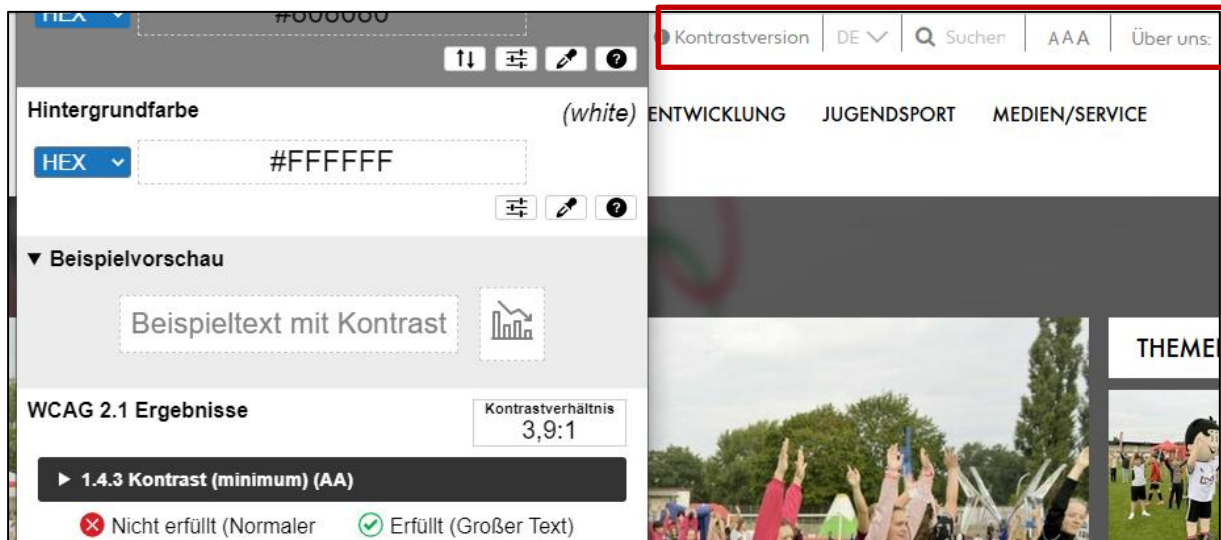 HEX #808080
Kontrastversion DE Suchen AAA Über uns:
Hintergrundfarbe (white)
ENTWICKLUNG JUGENDSPORT MEDIEN/SERVICE
HEX #FFFFFF
▼ Beispielvorschau
Beispieltext mit Kontrast
THEME
WCAG 2.1 Ergebnisse
Kontrastverhältnis
3,9:1
▶ 1.4.3 Kontrast (minimum) (AA)
Nicht erfüllt (Normaler Erfüllt (Großer Text)